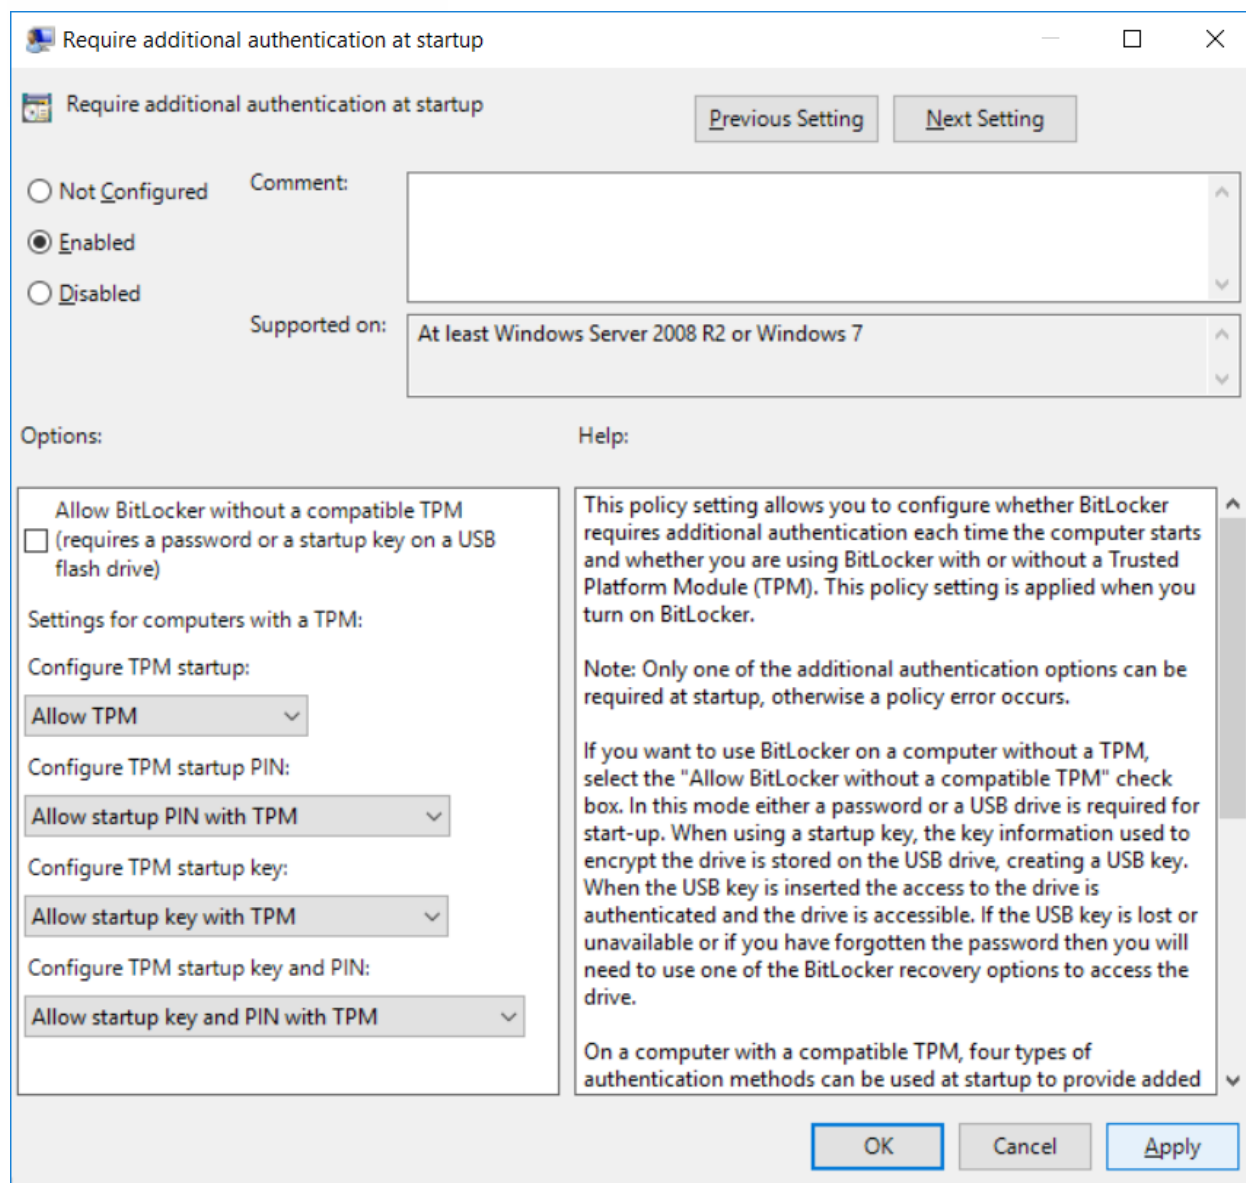 Require additional authentication at startup
Require additional authentication at startup
Previous Setting
Next Setting
Not Configured
Enabled
Disabled
Comment:
Supported on:
At least Windows Server 2008 R2 or Windows 7
Options:
Help:
Allow BitLocker without a compatible TPM
(requires a password or a startup key on a USB
flash drive)
Settings for computers with a TPM:
Configure TPM startup:
Allow TPM
Configure TPM startup PIN:
Allow startup PIN with TPM
Configure TPM startup key:
Allow startup key with TPM
Configure TPM startup key and PIN:
Allow startup key and PIN with TPM
This policy setting allows you to configure whether BitLocker
requires additional authentication each time the computer starts
and whether you are using BitLocker with or without a Trusted
Platform Module (TPM). This policy setting is applied when you
turn on BitLocker.
Note: Only one of the additional authentication options can be
required at startup, otherwise a policy error occurs.
If you want to use BitLocker on a computer without a TPM,
select the "Allow BitLocker without a compatible TPM" check
box. In this mode either a password or a USB drive is required for
start-up. When using a startup key, the key information used to
encrypt the drive is stored on the USB drive, creating a USB key.
When the USB key is inserted the access to the drive is
authenticated and the drive is accessible. If the USB key is lost or
unavailable or if you have forgotten the password then you will
need to use one of the BitLocker recovery options to access the
drive.
On a computer with a compatible TPM, four types of
authentication methods can be used at startup to provide added
OK
Cancel
Apply